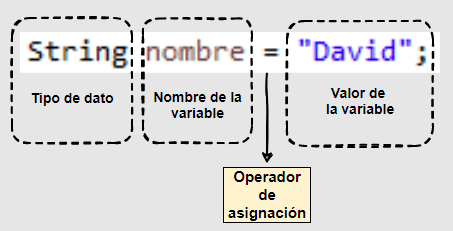 String nombre = "David";
Tipo de dato
Nombre de la
variable
Valor de
la variable
Operador
de
asignación